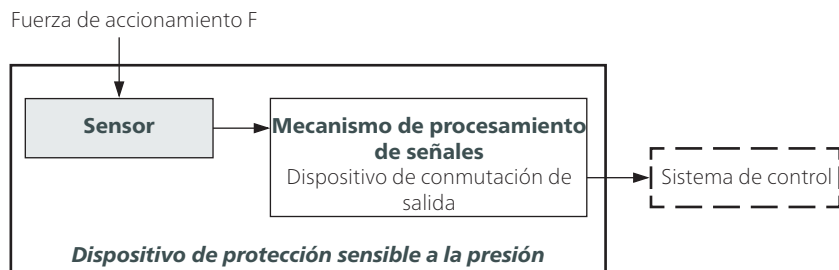 Fuerza de accionamiento F
Sensor
Mecanismo de procesamiento
de señales
Dispositivo de conmutación de
salida
Sistema de control
Dispositivo de protección sensible a la presión